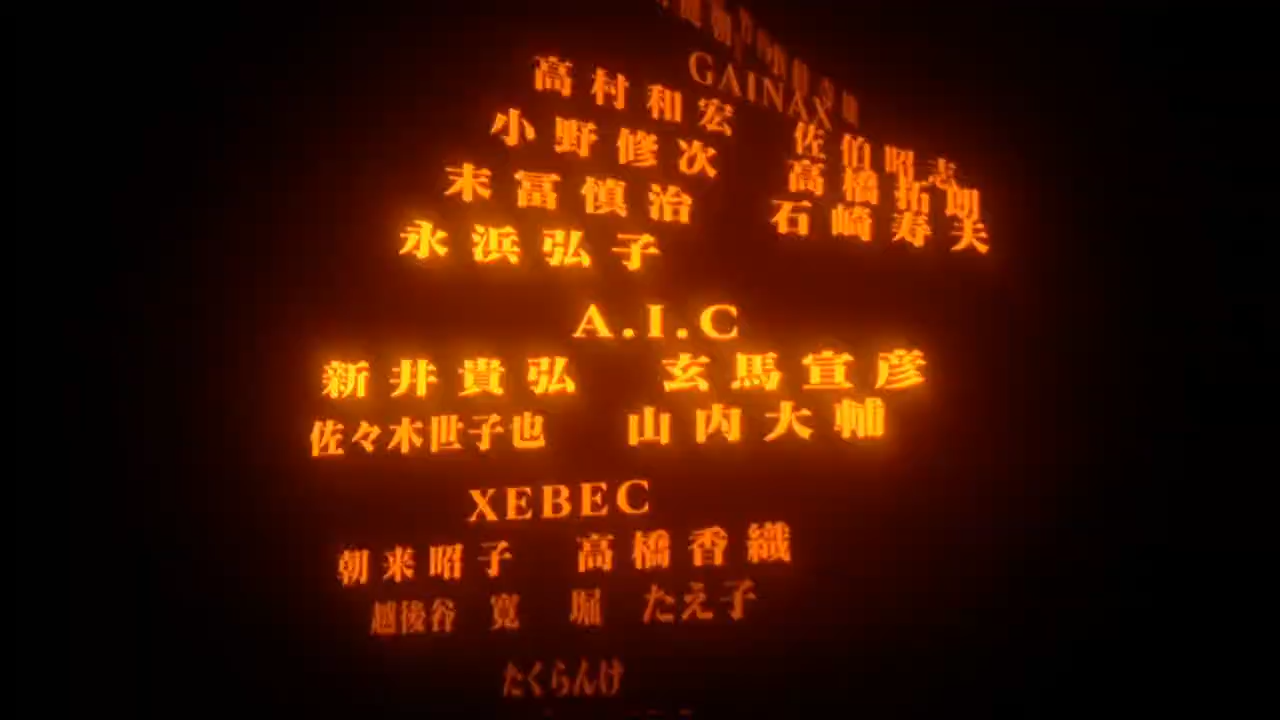 GAINAX
高村和宏 佐伯昭志
小野修次 高橋拓朗
末冨慎治 石崎寿夫
永浜弘子
A.I.C
新井貴弘 玄馬宣彦
佐々木世子也 山内大輔
XEBEC
朝来昭子 高橋香織
越後谷 寛 堀 たえ子
たくらんけ